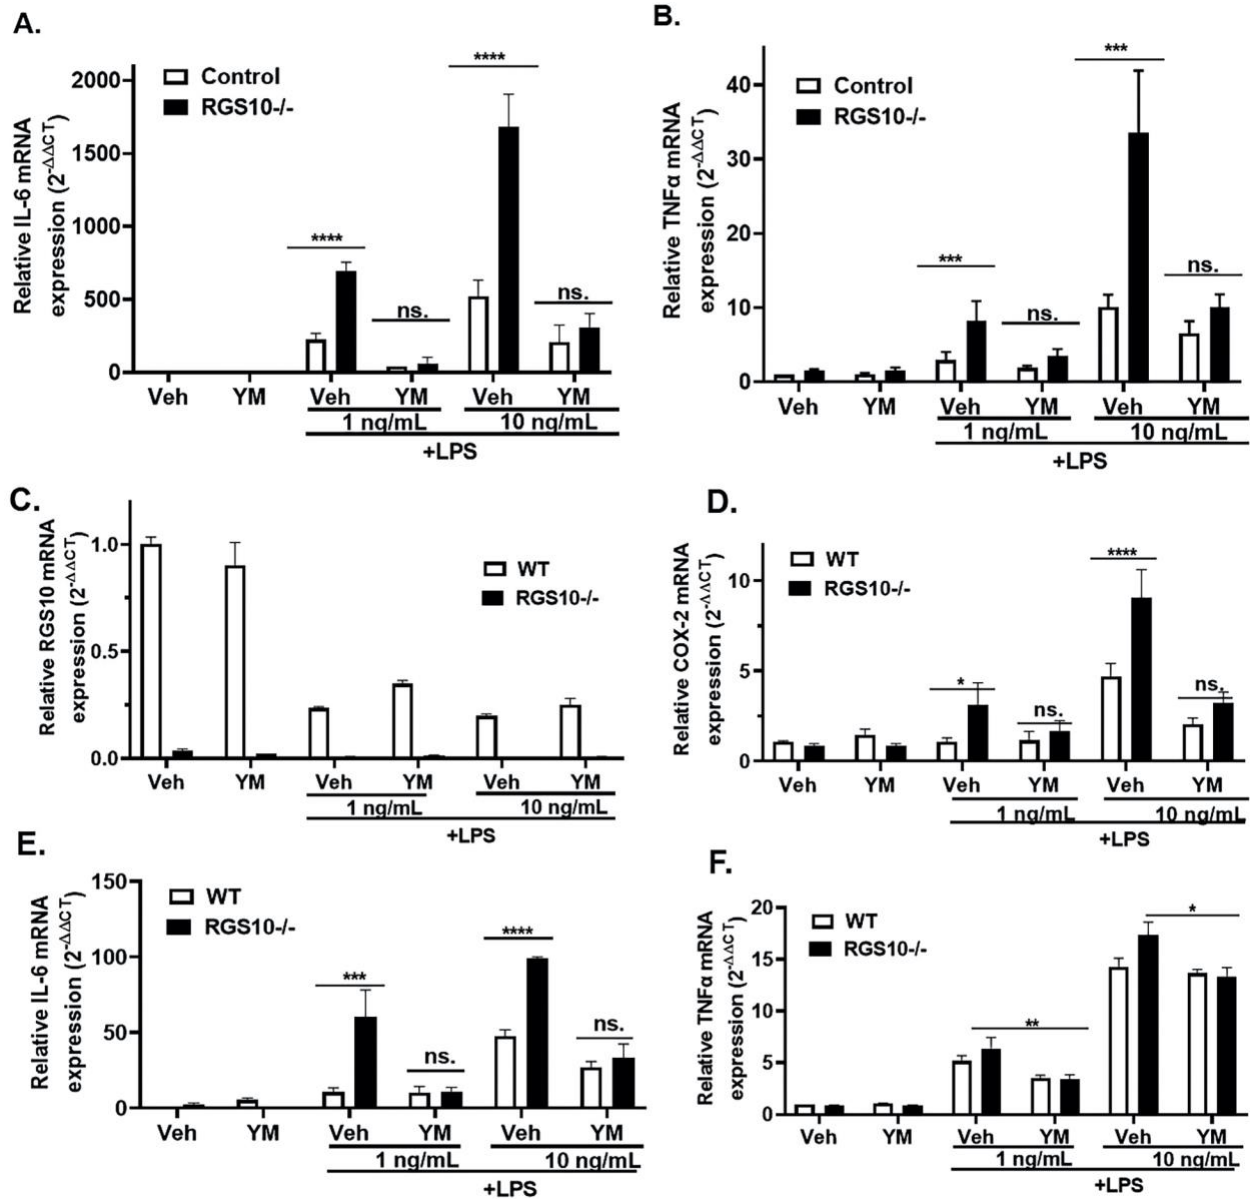 A.
Relative IL-6 mRNA
expression (2-ΔΔCT)
2000
1500
1000
500
0
Control
RGS10-/-
****
ns.
****
ns.
Veh YM Veh YM Veh YM
1 ng/mL 10 ng/mL
+LPS
B.
Relative TNFα mRNA
expression (2-ΔΔCT)
40
30
20
10
0
Control
RGS10-/-
***
ns.
***
ns.
Veh YM Veh YM Veh YM
1 ng/mL 10 ng/mL
+LPS
C.
Relative RGS10 mRNA
expression (2-ΔΔCT)
1.0
0.5
0.0
WT
RGS10-/-
Veh YM Veh YM Veh YM
1 ng/mL 10 ng/mL
+LPS
D.
Relative COX-2 mRNA
expression (2-ΔΔCT)
10
5
0
WT
RGS10-/-
*
ns.
****
ns.
Veh YM Veh YM Veh YM
1 ng/mL 10 ng/mL
+LPS
E.
Relative IL-6 mRNA
expression (2-ΔΔCT)
150
100
50
0
WT
RGS10-/-
***
ns.
****
ns.
Veh YM Veh YM Veh YM
1 ng/mL 10 ng/mL
+LPS
F.
Relative TNFα mRNA
expression (2-ΔΔCT)
20
15
10
5
0
WT
RGS10-/-
**
*
Veh YM Veh YM Veh YM
1 ng/mL 10 ng/mL
+LPS